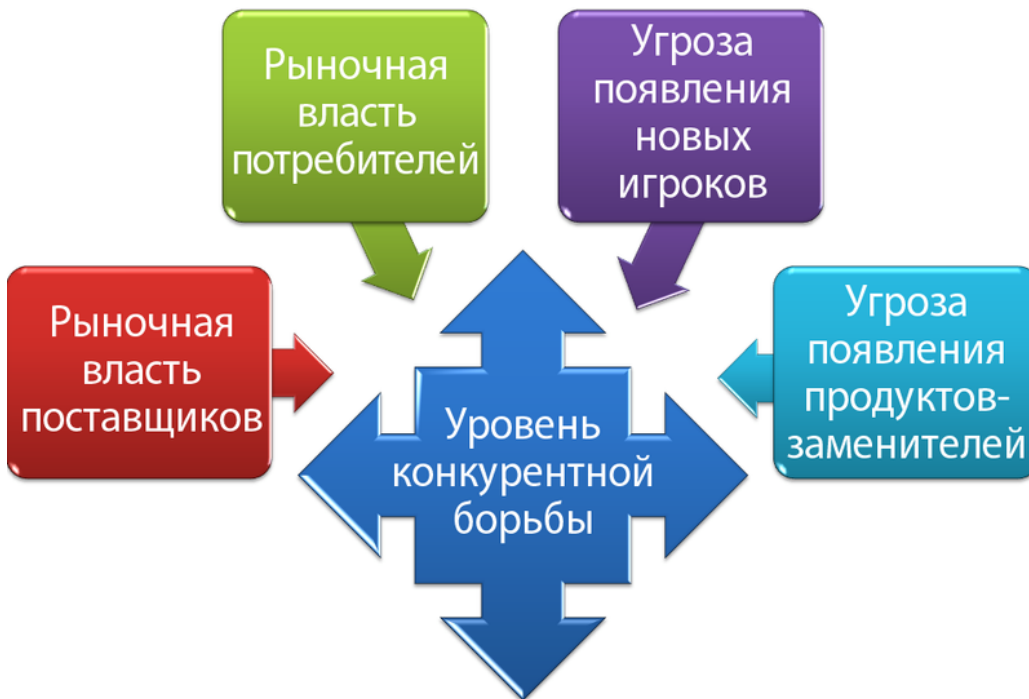 Рыночная
власть
потребителей
Угроза
появления
новых
игроков
Рыночная
власть
поставщиков
Угроза
появления
продуктов-
заменителей
Уровень
конкурентной
борьбы